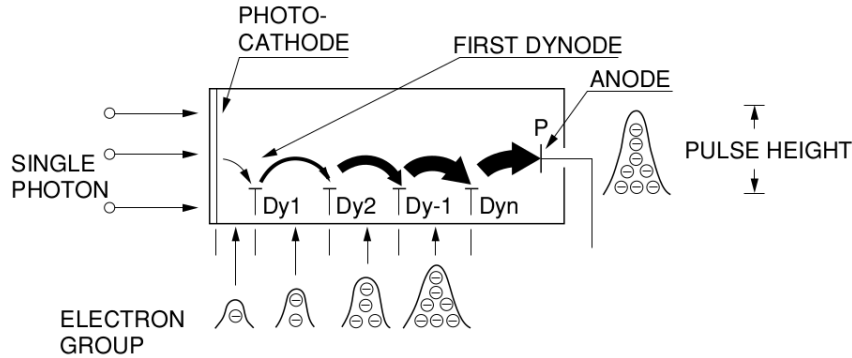 PHOTO-
CATHODE
FIRST DYNODE
ANODE
P
PULSE HEIGHT
SINGLE
PHOTON
Dy1
Dy2
Dy-1
Dyn
ELECTRON
GROUP